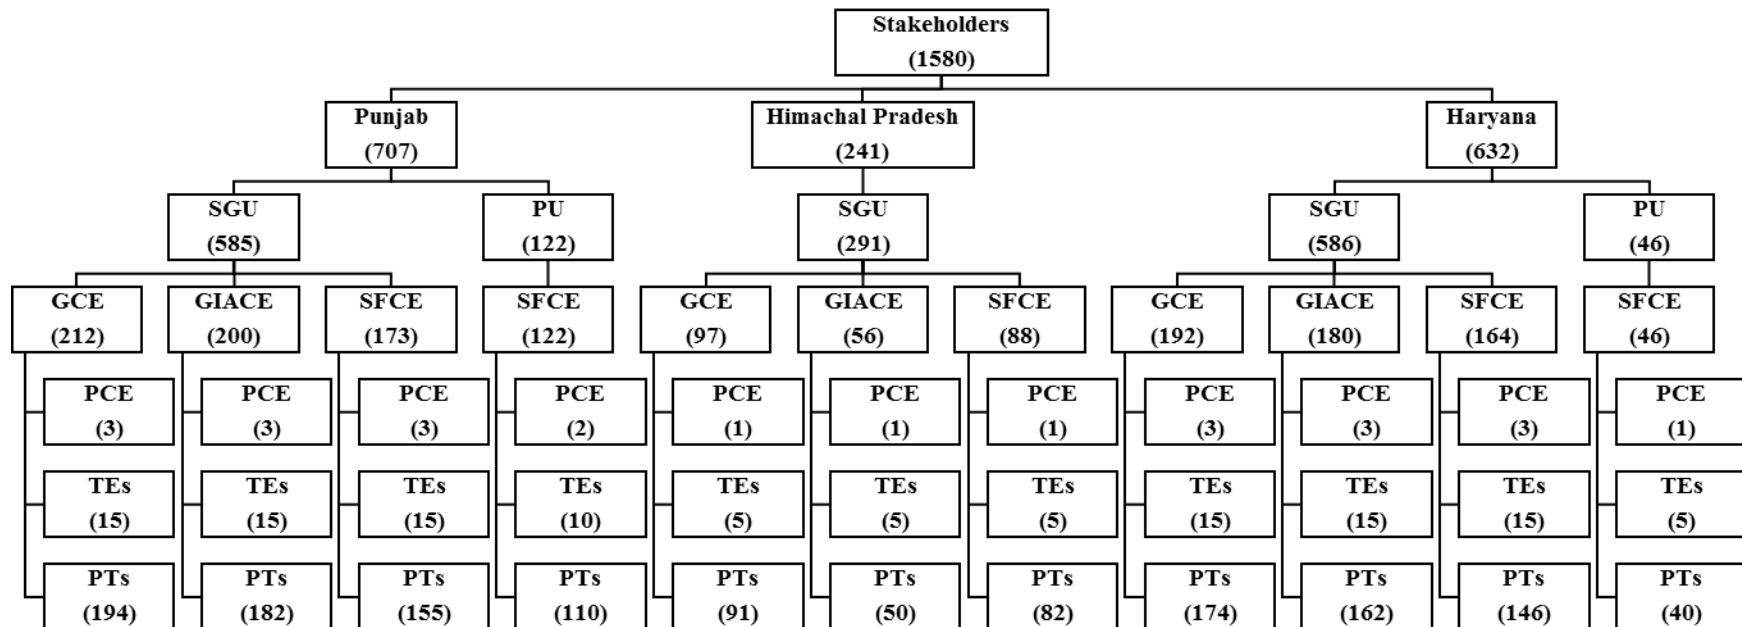 Stakeholders
(1580)
Punjab
(707)
Himachal Pradesh
(241)
Haryana
(632)
SGU
(585)
PU
(122)
SGU
(291)
SGU
(586)
PU
(46)
GCE
(212)
GIACE
(200)
SFCE
(173)
SFCE
(122)
GCE
(97)
GIACE
(56)
SFCE
(88)
GCE
(192)
GIACE
(180)
SFCE
(164)
SFCE
(46)
PCE
(3)
PCE
(3)
PCE
(3)
PCE
(2)
PCE
(1)
PCE
(1)
PCE
(1)
PCE
(3)
PCE
(3)
PCE
(3)
PCE
(1)
TEs
(15)
TEs
(15)
TEs
(15)
TEs
(10)
TEs
(5)
TEs
(5)
TEs
(5)
TEs
(15)
TEs
(15)
TEs
(15)
TEs
(5)
PTs
(194)
PTs
(182)
PTs
(155)
PTs
(110)
PTs
(91)
PTs
(50)
PTs
(82)
PTs
(174)
PTs
(162)
PTs
(146)
PTs
(40)